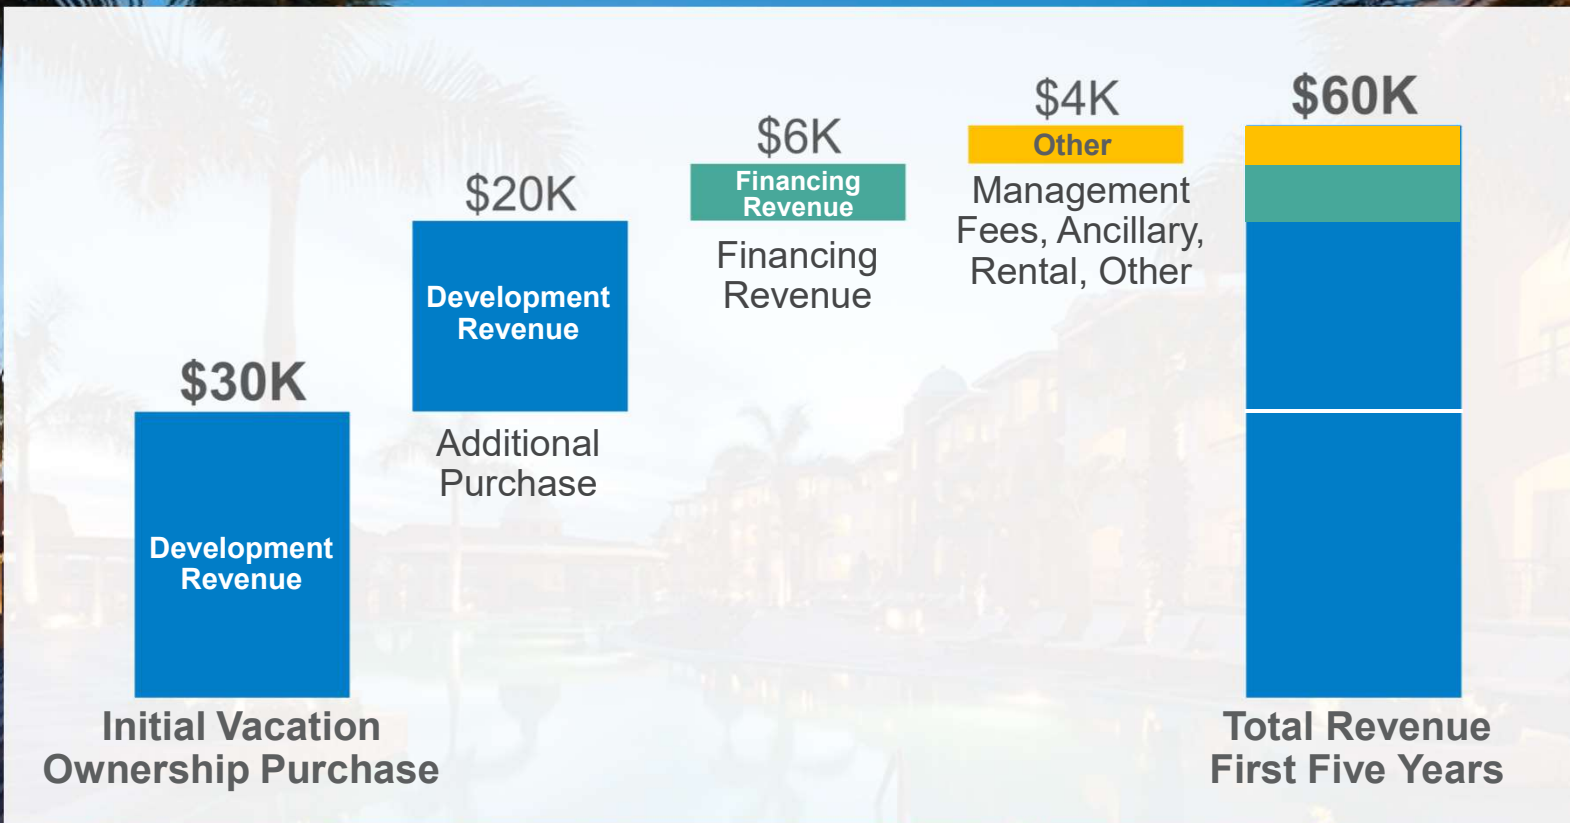 $30K
Development
Revenue
Initial Vacation
Ownership Purchase
$20K
Development
Revenue
Additional
Purchase
$6K
Financing
Revenue
Financing
Revenue
$4K
Other
Management
Fees, Ancillary,
Rental, Other
$60K
Total Revenue
First Five Years